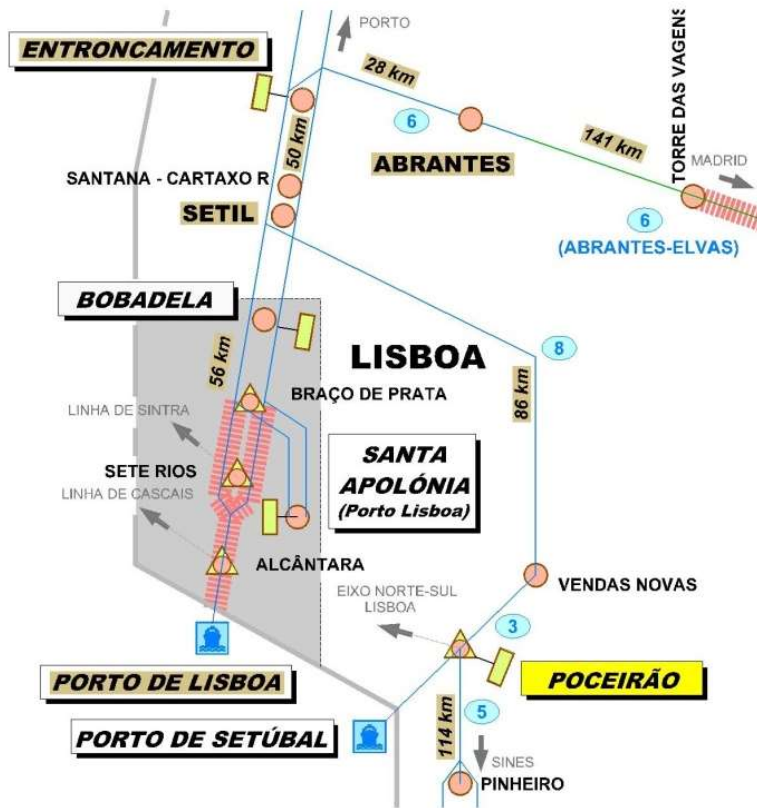 PORTO
ENTRONCAMENTO
28 km
TORRE DAS VAGENS
50 km
6
141 km
ABRANTES
MADRID
SANTANA - CARTAXO R
SETIL
6
(ABRANTES-ELVAS)
BOBADELA
LISBOA
8
56 km
86 km
BRAÇO DE PRATA
LINHA DE SINTRA
SANTA
APOLÓNIA
(Porto Lisboa)
SETE RIOS
LINHA DE CASCAIS
ALCÂNTARA
VENDAS NOVAS
EIXO NORTE-SUL
LISBOA
3
PORTO DE LISBOA
POCEIRÃO
5
114 km
PORTO DE SETÚBAL
SINES
PINHEIRO